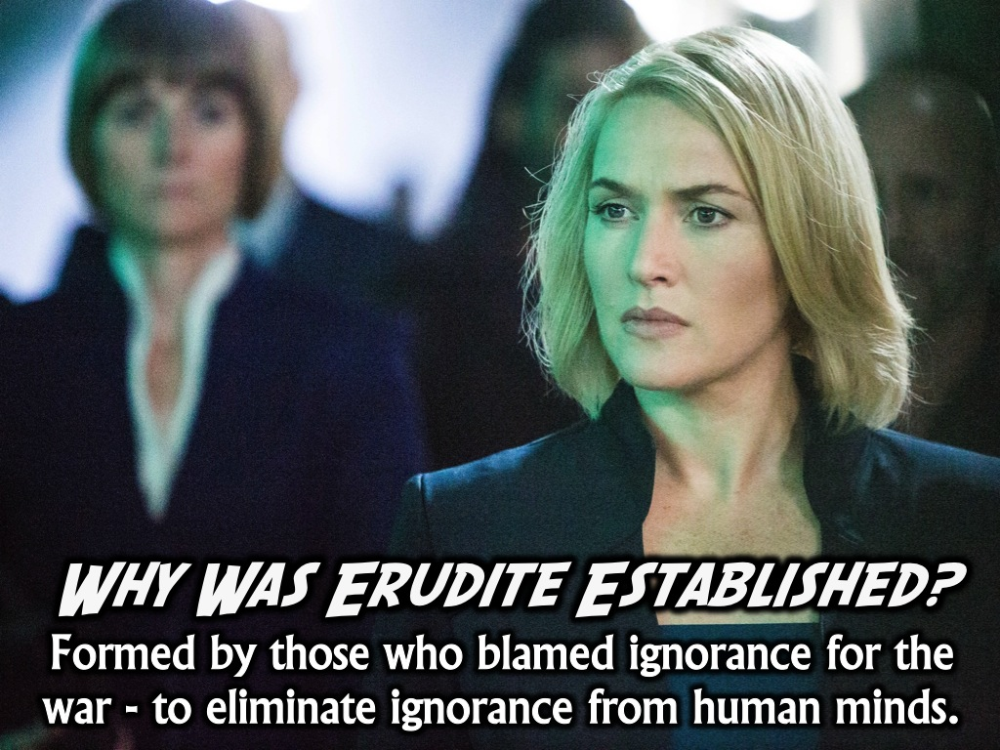 Why Was Erudite Established?
Formed by those who blamed ignorance for the
war - to eliminate ignorance from human minds.